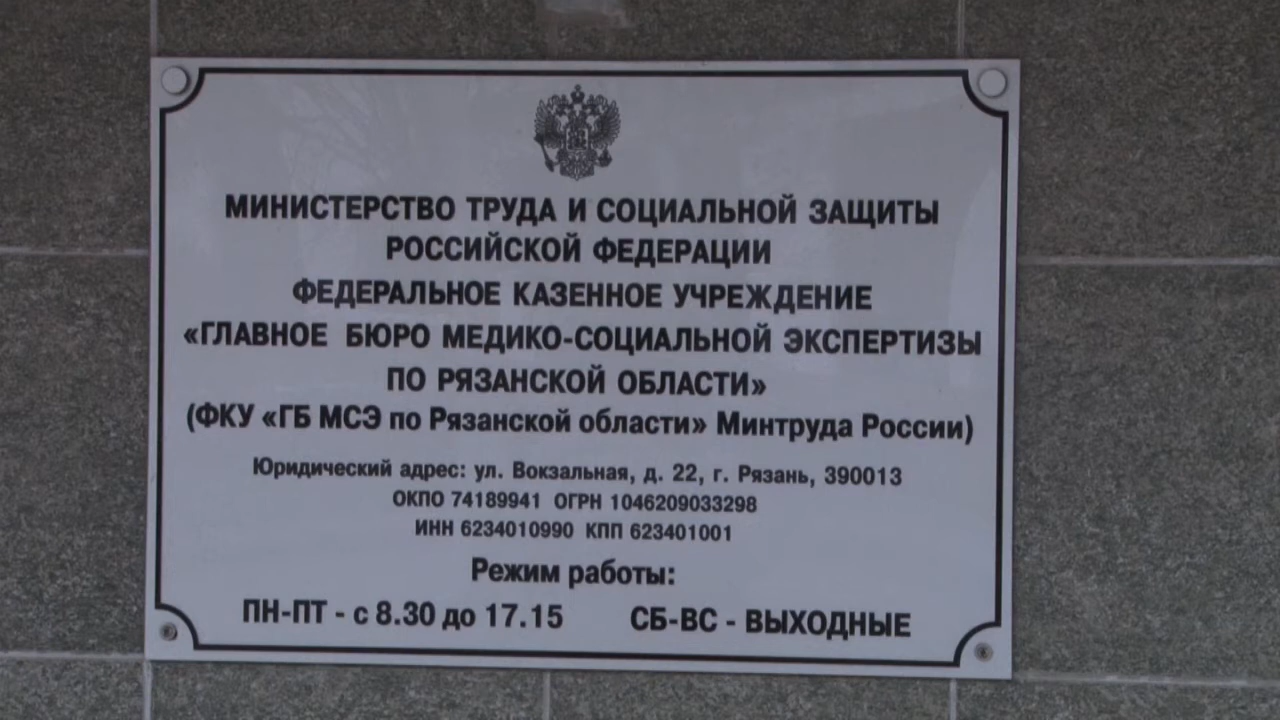 МИНИСТЕРСТВО ТРУДА И СОЦИАЛЬНОЙ ЗАЩИТЫ
РОССИЙСКОЙ ФЕДЕРАЦИИ
ФЕДЕРАЛЬНОЕ КАЗЕННОЕ УЧРЕЖДЕНИЕ
«ГЛАВНОЕ БЮРО МЕДИКО-СОЦИАЛЬНОЙ ЭКСПЕРТИЗЫ
ПО РЯЗАНСКОЙ ОБЛАСТИ»
(ФКУ «ГБ МСЭ по Рязанской области» Минтруда России)
Юридический адрес: ул. Вокзальная, д. 22, г. Рязань, 390013
ОКПО 74189941 ОГРН 1046209033298
ИНН 6234010990 КПП 623401001
Режим работы:
ПН-ПТ - с 8.30 до 17.15 СБ-ВС - ВЫХОДНЫЕ